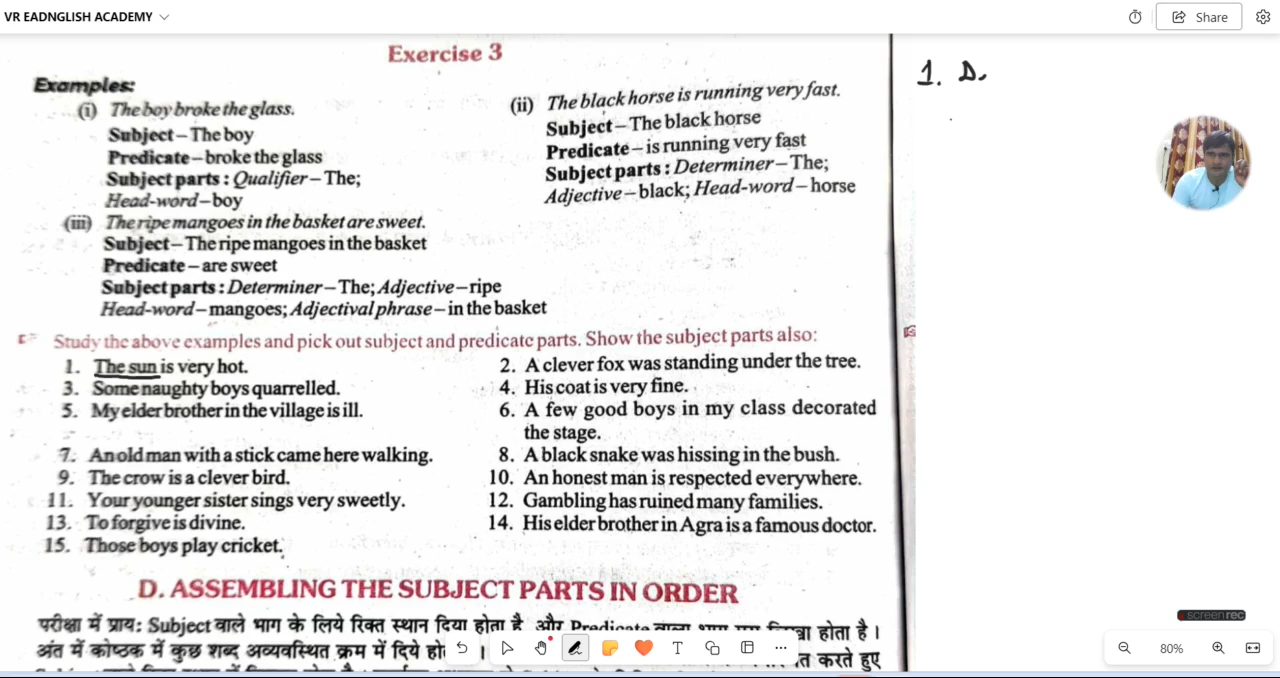 VR EADNGLISH ACADEMY
Share
Exercise 3
1. D.
Examples:
(i) The boy broke the glass.
Subject – The boy
Predicate – broke the glass
Subject parts : Qualifier – The;
Head-word – boy
(ii) The black horse is running very fast.
Subject – The black horse
Predicate – is running very fast
Subject parts : Determiner – The;
Adjective – black; Head-word – horse
(iii) The ripe mangoes in the basket are sweet.
Subject – The ripe mangoes in the basket
Predicate – are sweet
Subject parts : Determiner – The; Adjective – ripe
Head-word – mangoes; Adjectival phrase – in the basket
Study the above examples and pick out subject and predicate parts. Show the subject parts also:
1. The sun is very hot.
2. A clever fox was standing under the tree.
3. Some naughty boys quarrelled.
4. His coat is very fine.
5. My elder brother in the village is ill.
6. A few good boys in my class decorated
the stage.
7. An old man with a stick came here walking.
8. A black snake was hissing in the bush.
9. The crow is a clever bird.
10. An honest man is respected everywhere.
11. Your younger sister sings very sweetly.
12. Gambling has ruined many families.
13. To forgive is divine.
14. His elder brother in Agra is a famous doctor.
15. Those boys play cricket.
D. ASSEMBLING THE SUBJECT PARTS IN ORDER
परीक्षा में प्राय: Subject वाले भाग के लिये रिक्त स्थान दिया होता है और Predicate वाला भाग होता है ।
अंत में कोष्ठक में कुछ शब्द अव्यवस्थित क्रम में दिये करते हुए
screenrec
80%